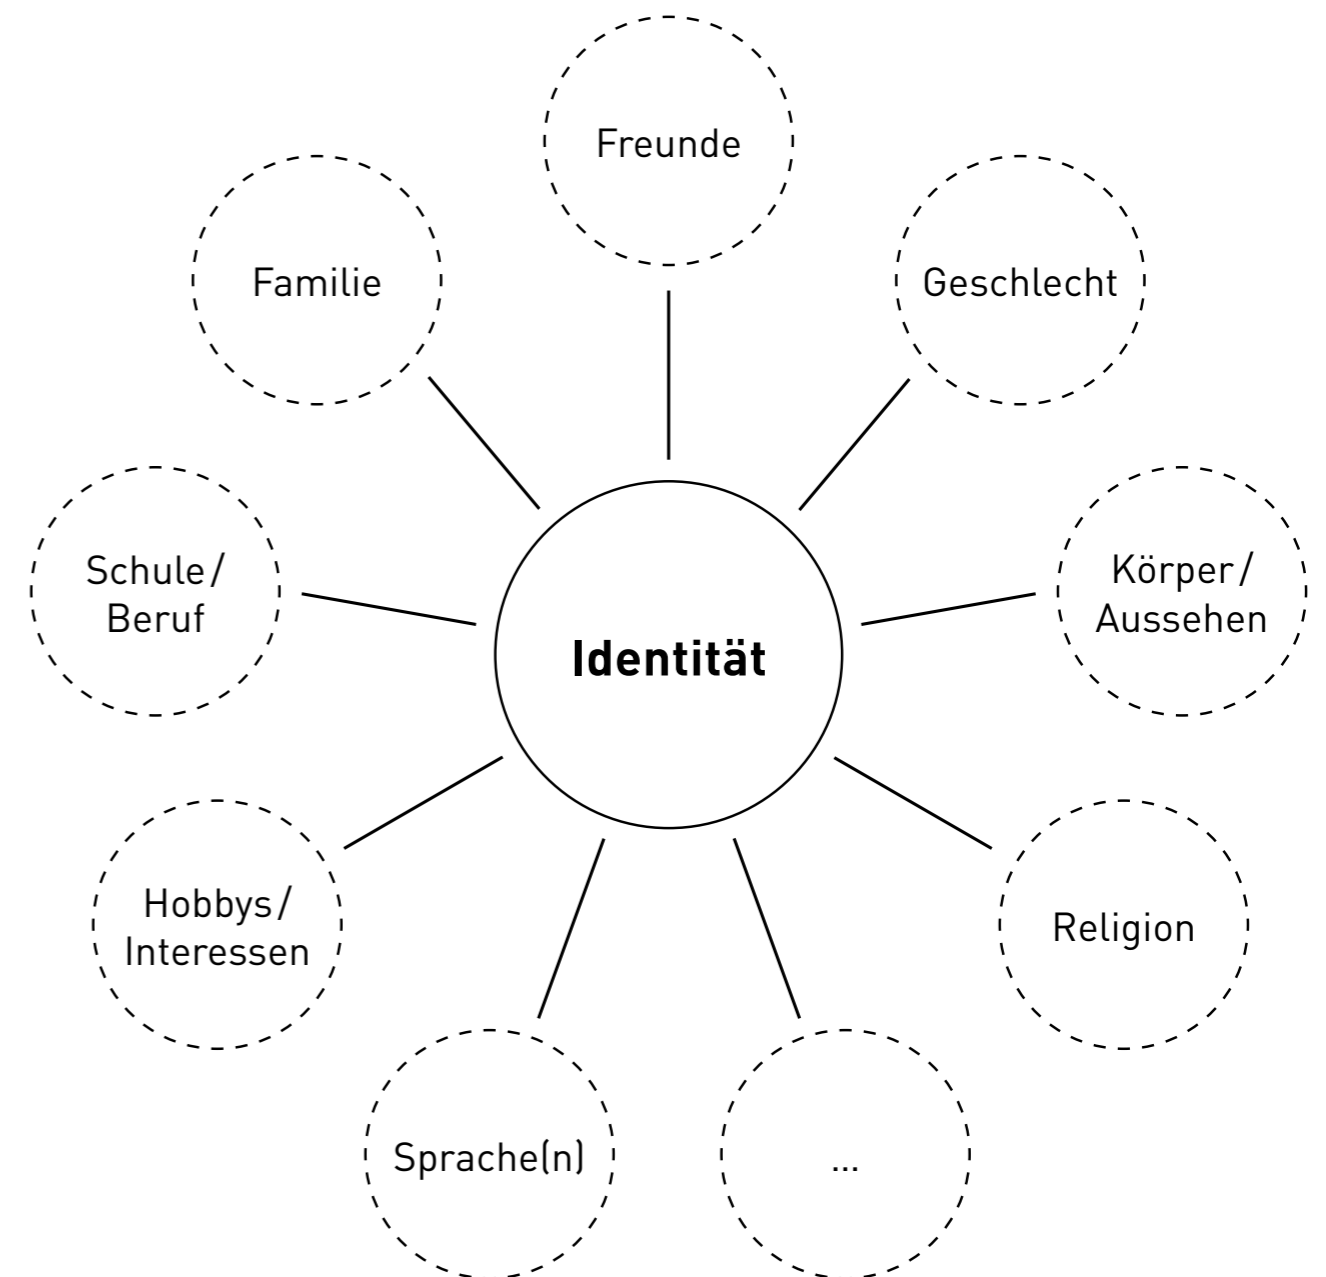 Freunde
Familie
Geschlecht
Schule/
Beruf
Körper/
Aussehen
Identität
Hobbys/
Interessen
Religion
Sprache(n)
...